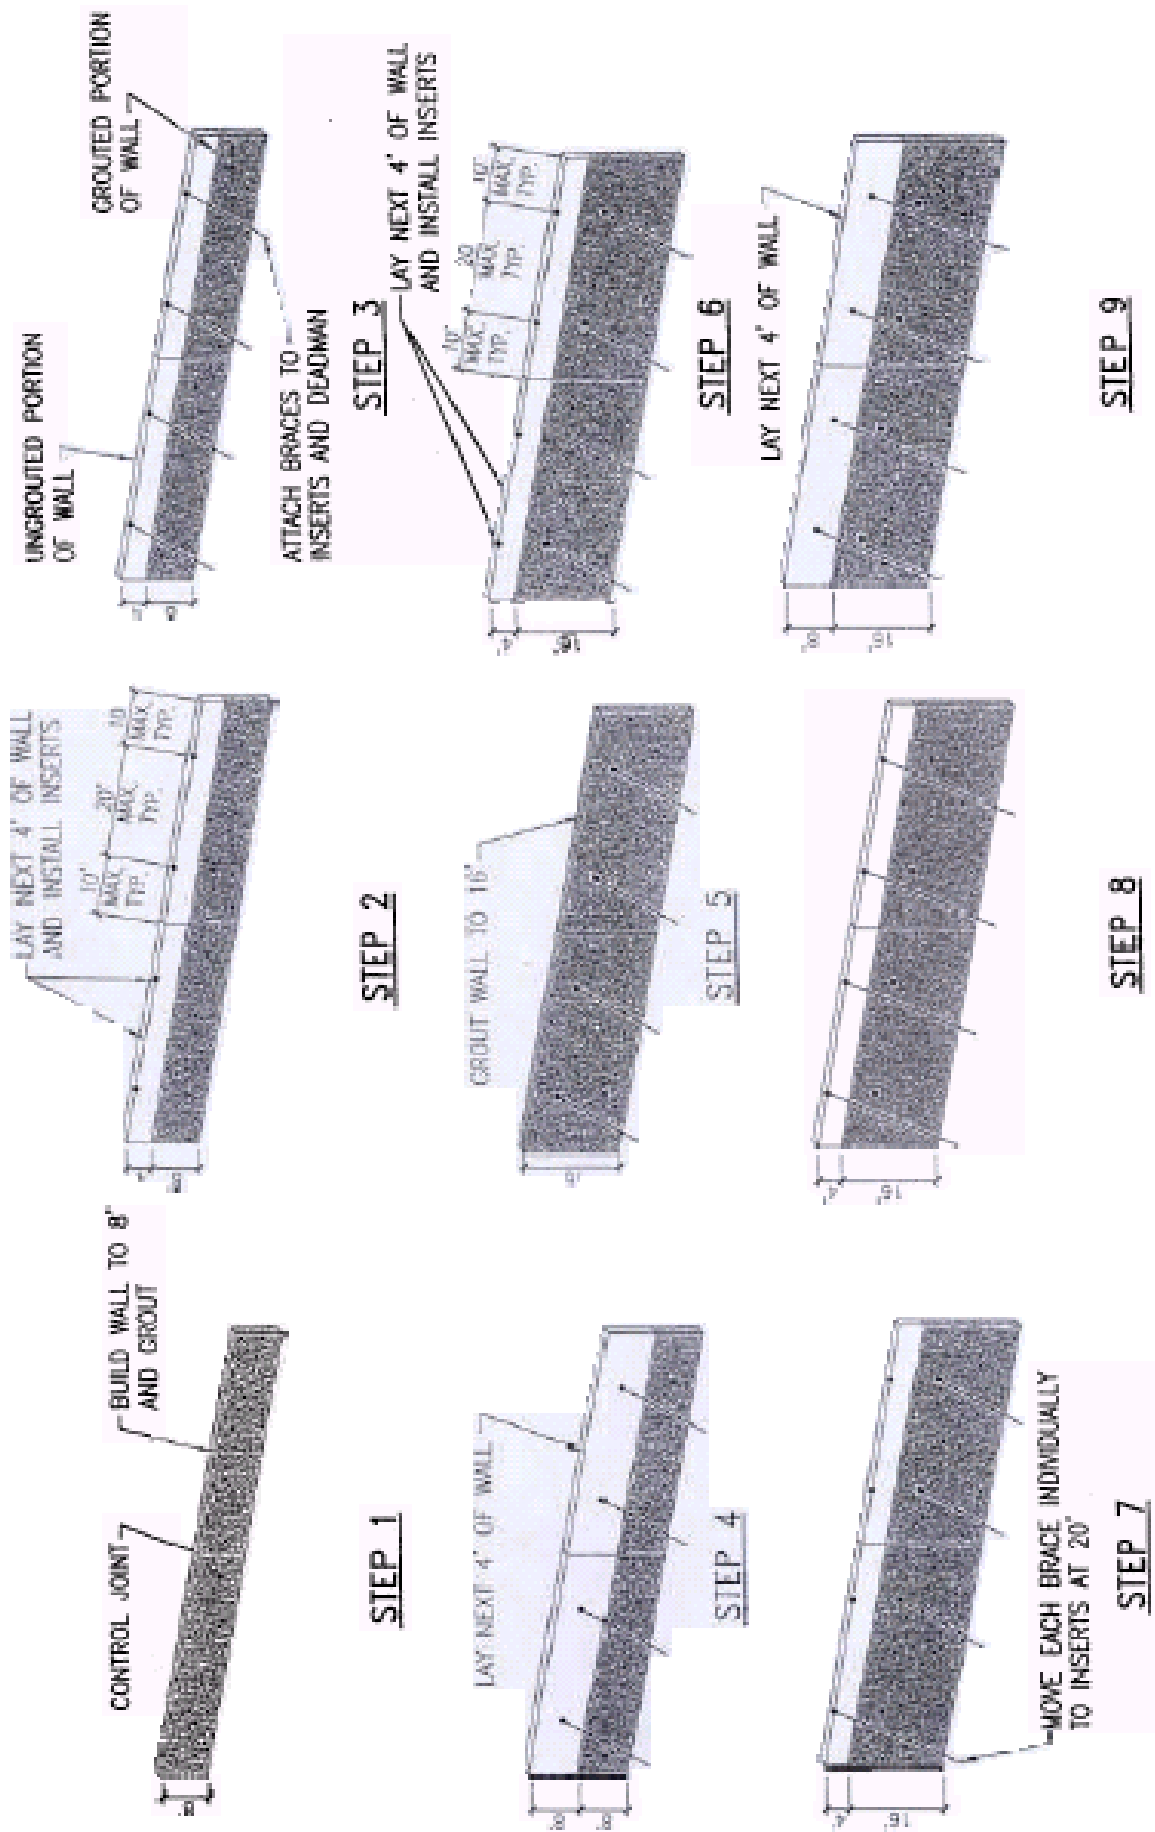 CONTROL JOINT
BUILD WALL TO 8'
AND GROUT
8'
STEP 1
LAY NEXT 4' OF WALL
AND INSTALL INSERTS
10'
MAX.
TYP.
20'
MAX.
TYP.
10'
MAX.
TYP.
8'
STEP 2
UNGROUTED PORTION
OF WALL
GROUTED PORTION
OF WALL
ATTACH BRACES TO
INSERTS AND DEADMAN
STEP 3
LAY NEXT 4' OF WALL
8'
8'
STEP 4
GROUT WALL TO 16'
STEP 5
LAY NEXT 4' OF WALL
AND INSTALL INSERTS
10'
MAX.
TYP.
20
MAX.
TYP.
10'
MAX.
TYP.
4'
16'
STEP 6
4'
16'
MOVE EACH BRACE INDIVIDUALLY
TO INSERTS AT 20'
STEP 7
4'
16'
STEP 8
LAY NEXT 4' OF WALL
8'
16'
STEP 9